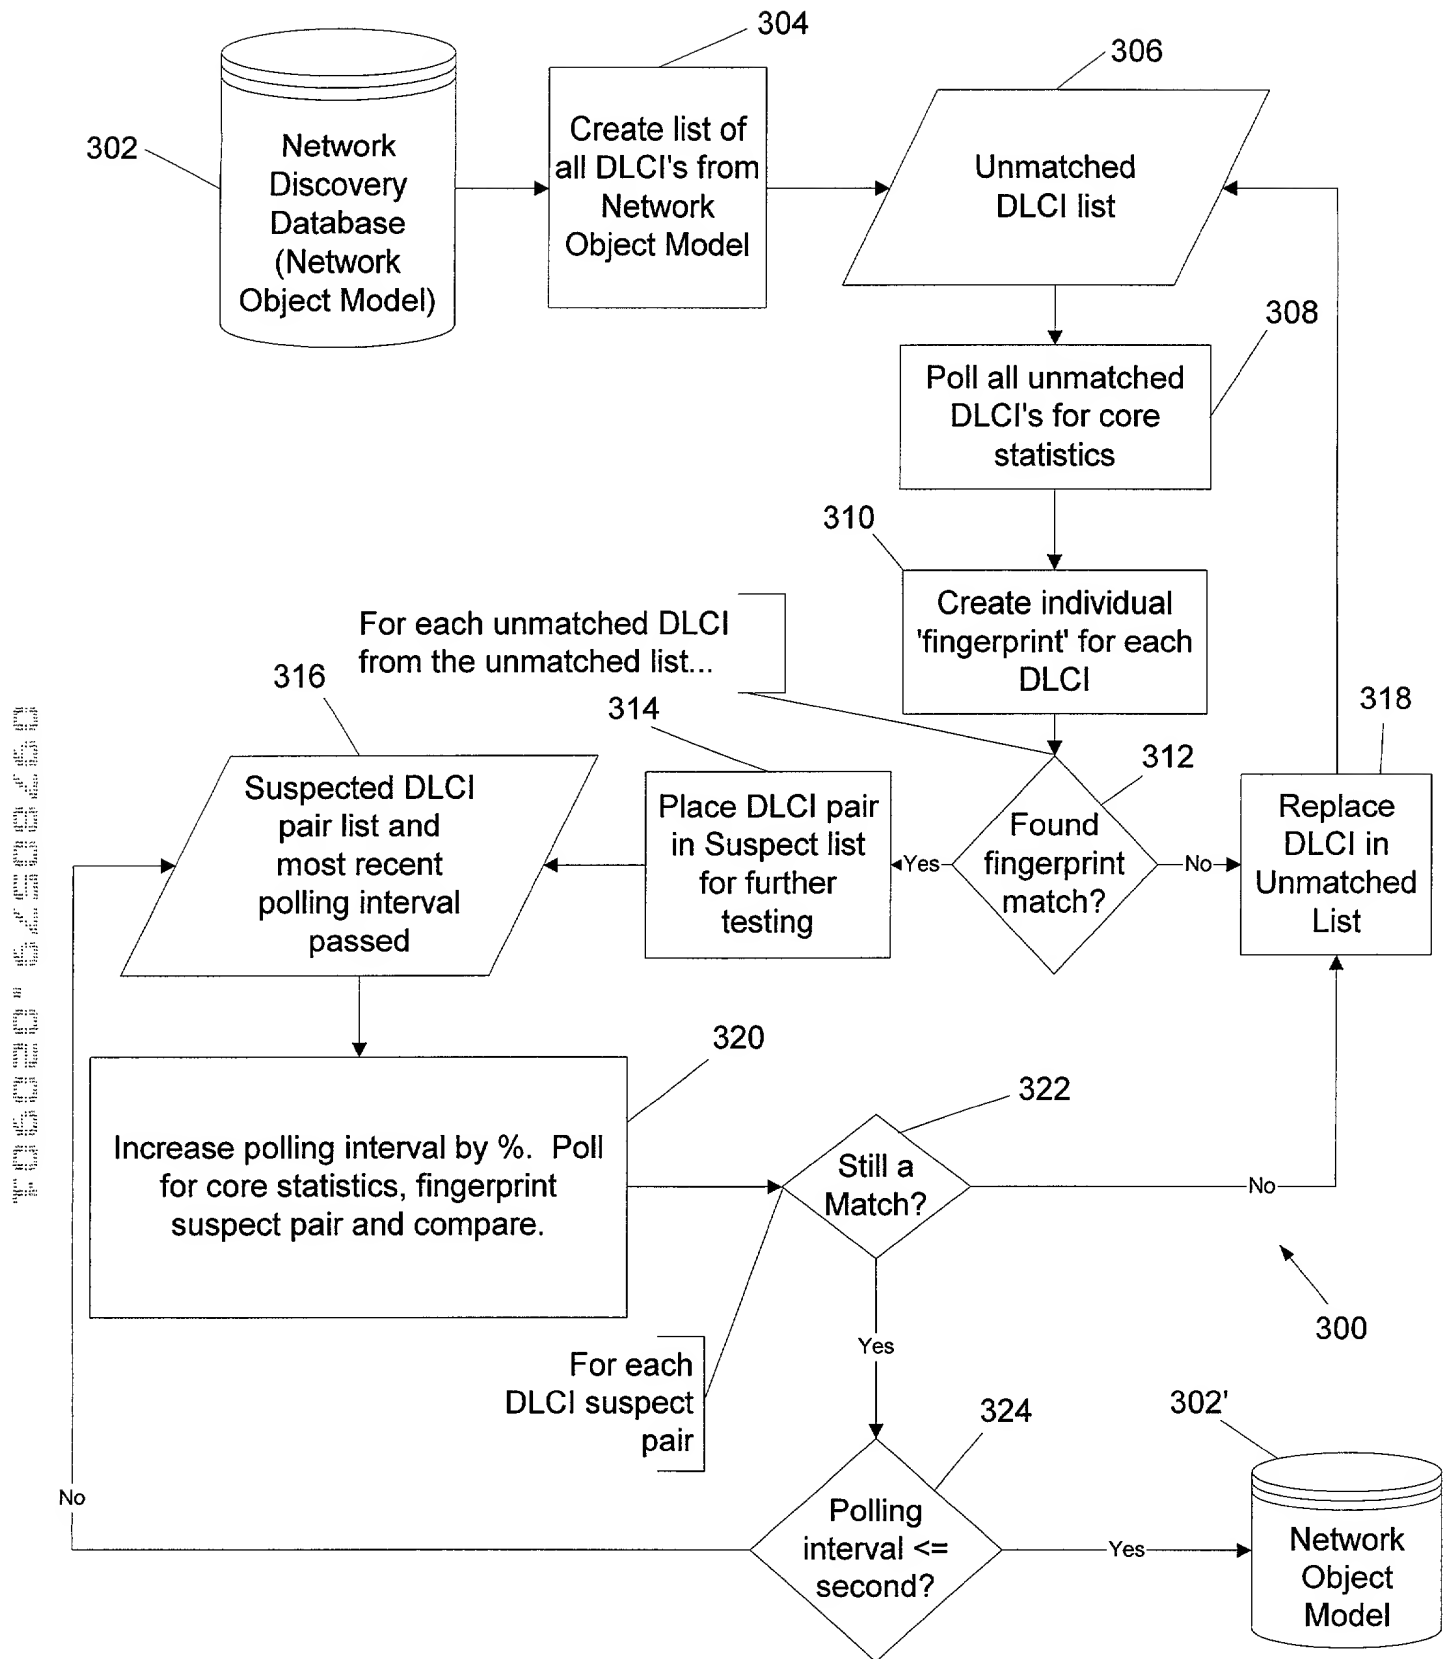 304
306
302
Network
Discovery
Database
(Network
Object Model)
Create list of
all DLCI's from
Network
Object Model
Unmatched
DLCI list
308
Poll all unmatched
DLCI's for core
statistics
310
Create individual
'fingerprint' for each
DLCI
For each unmatched DLCI
from the unmatched list...
316
314
312
318
Suspected DLCI
pair list and
most recent
polling interval
passed
Place DLCI pair
in Suspect list
for further
testing
Yes
Found
fingerprint
match?
No
Replace
DLCI in
Unmatched
List
320
Increase polling interval by %. Poll
for core statistics, fingerprint
suspect pair and compare.
322
Still a
Match?
No
300
Yes
For each
DLCI suspect
pair
324
302'
No
Polling
interval <=
second?
Yes
Network
Object
Model